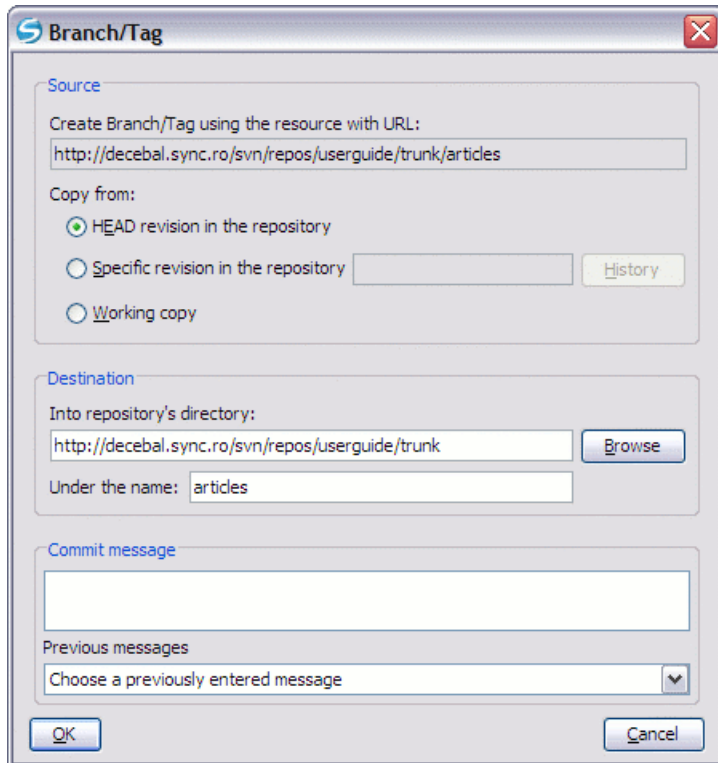 Branch/Tag
Source
Create Branch/Tag using the resource with URL:
http://decebal.sync.ro/svn/repos/userguide/trunk/articles
Copy from:
HEAD revision in the repository
Specific revision in the repository History
Working copy
Destination
Into repository's directory:
http://decebal.sync.ro/svn/repos/userguide/trunk Browse
Under the name: articles
Commit message
Previous messages
Choose a previously entered message
OK Cancel